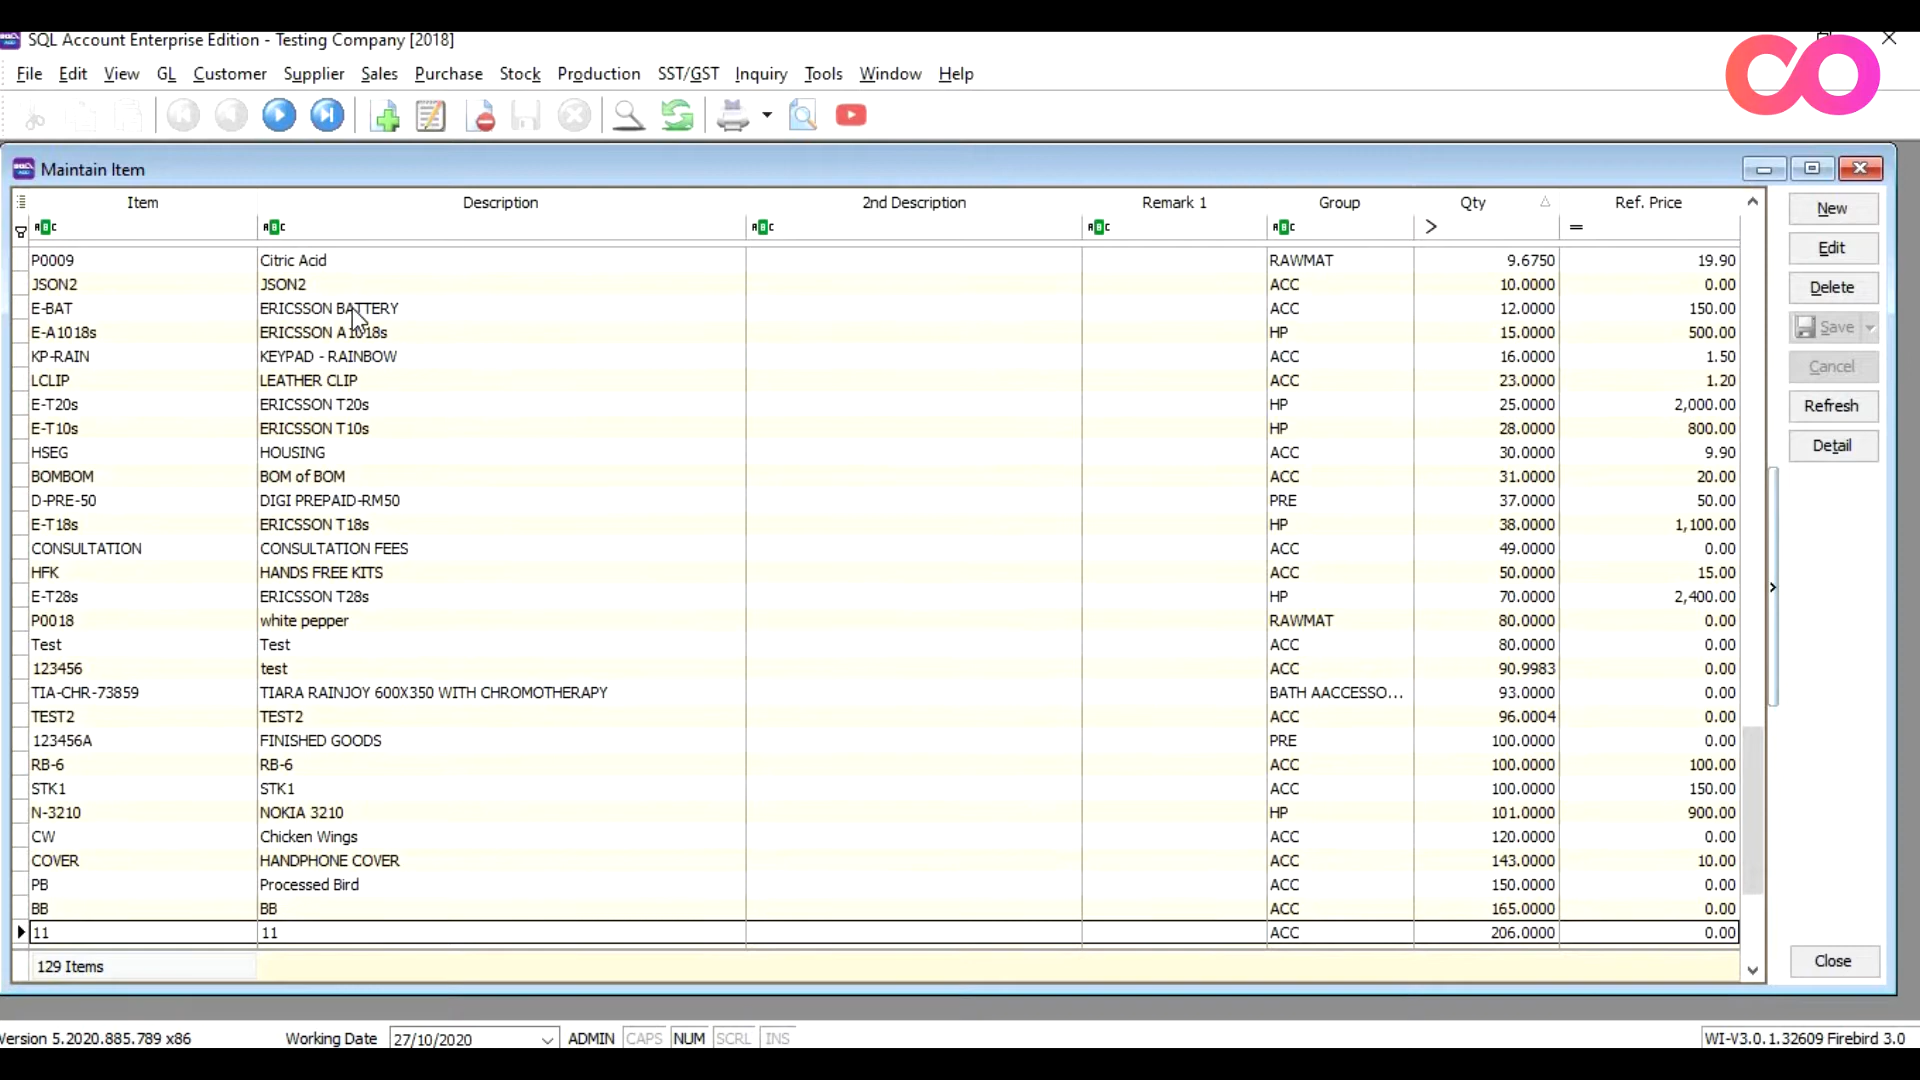 SQL Account Enterprise Edition - Testing Company [2018]
File Edit View GL Customer Supplier Sales Purchase Stock Production SST/GST Inquiry Tools Window Help
Maintain Item
Item Description 2nd Description Remark 1 Group Qty Ref. Price
ABC ABC ABC ABC ABC > =
P0009 Citric Acid RAWMAT 9.6750 19.90
JSON2 JSON2 ACC 10.0000 0.00
E-BAT ERICSSON BATTERY ACC 12.0000 150.00
E-A1018s ERICSSON A1018s HP 15.0000 500.00
KP-RAIN KEYPAD - RAINBOW ACC 16.0000 1.50
LCLIP LEATHER CLIP ACC 23.0000 1.20
E-T20s ERICSSON T20s HP 25.0000 2,000.00
E-T10s ERICSSON T10s HP 28.0000 800.00
HSEG HOUSING ACC 30.0000 9.90
BOMBOM BOM of BOM ACC 31.0000 20.00
D-PRE-50 DIGI PREPAID-RM50 PRE 37.0000 50.00
E-T18s ERICSSON T18s HP 38.0000 1,100.00
CONSULTATION CONSULTATION FEES ACC 49.0000 0.00
HFK HANDS FREE KITS ACC 50.0000 15.00
E-T28s ERICSSON T28s HP 70.0000 2,400.00
P0018 white pepper RAWMAT 80.0000 0.00
Test Test ACC 80.0000 0.00
123456 test ACC 90.9983 0.00
TIA-CHR-73859 TIARA RAINJOY 600X350 WITH CHROMOTHERAPY BATH AACCESSO... 93.0000 0.00
TEST2 TEST2 ACC 96.0004 0.00
123456A FINISHED GOODS PRE 100.0000 0.00
RB-6 RB-6 ACC 100.0000 100.00
STK1 STK1 ACC 100.0000 150.00
N-3210 NOKIA 3210 HP 101.0000 900.00
CW Chicken Wings ACC 120.0000 0.00
COVER HANDPHONE COVER ACC 143.0000 10.00
PB Processed Bird ACC 150.0000 0.00
BB BB ACC 165.0000 0.00
11 11 ACC 206.0000 0.00
129 Items
New
Edit
Delete
Save
Cancel
Refresh
Detail
Close
Version 5.2020.885.789 x86 Working Date 27/10/2020 ADMIN CAPS NUM SCRL INS WI-V3.0.1.32609 Firebird 3.0